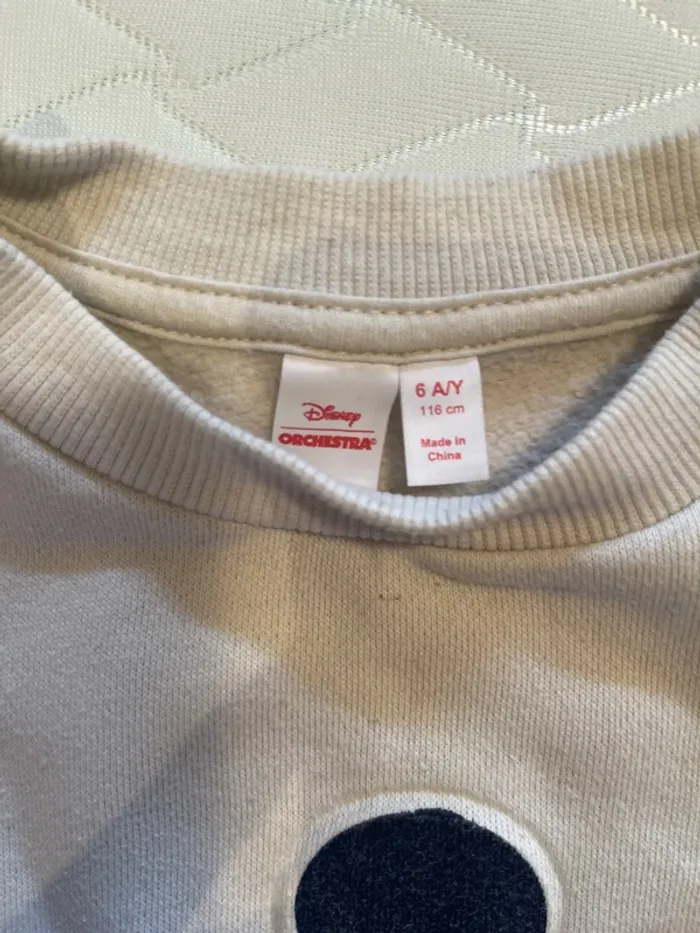 Disney
ORCHESTRA©
6 A/Y
116 cm
Made in
China